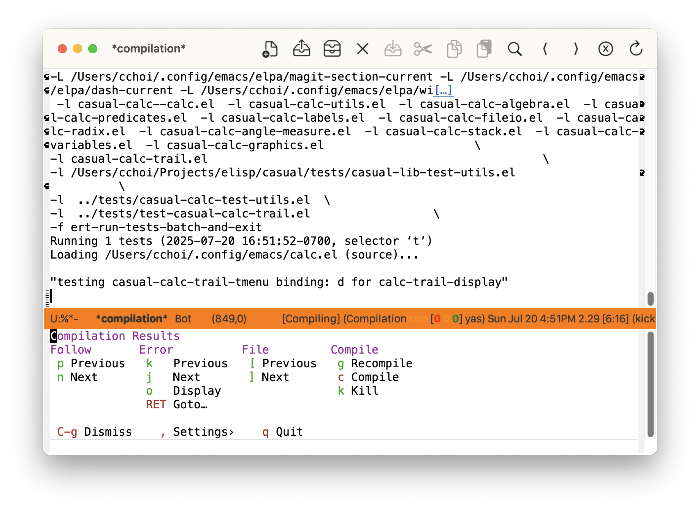 *compilation*
-L /Users/cchoi/.config/emacs/elpa/magit-section-current -L /Users/cchoi/.config/emacs
/elpa/dash-current -L /Users/cchoi/.config/emacs/elpa/wi[…]
-l casual-calc--calc.el  -l casual-calc-utils.el  -l casual-calc-algebra.el  -l casua
l-calc-predicates.el  -l casual-calc-labels.el  -l casual-calc-fileio.el  -l casual-ca
lc-radix.el  -l casual-calc-angle-measure.el  -l casual-calc-stack.el  -l casual-calc-
variables.el  -l casual-calc-graphics.el \
-l casual-calc-trail.el \
-l /Users/cchoi/Projects/elisp/casual/tests/casual-lib-test-utils.el
\
-l  ../tests/casual-calc-test-utils.el  \
-l  ../tests/test-casual-calc-trail.el \
-f ert-run-tests-batch-and-exit
Running 1 tests (2025-07-20 16:51:52-0700, selector ‘t’)
Loading /Users/cchoi/.config/emacs/calc.el (source)...
"testing casual-calc-trail-tmenu binding: d for calc-trail-display"
U:%*- *compilation* Bot (849,0) [Compiling] (Compilation run [0 0 0] yas) Sun Jul 20 4:51PM 2.29 [6:16] (kick
Compilation Results
Follow Error File Compile
p Previous k Previous [ Previous g Recompile
n Next j Next ] Next c Compile
o Display k Kill
RET Goto…
C-g Dismiss , Settings› q Quit